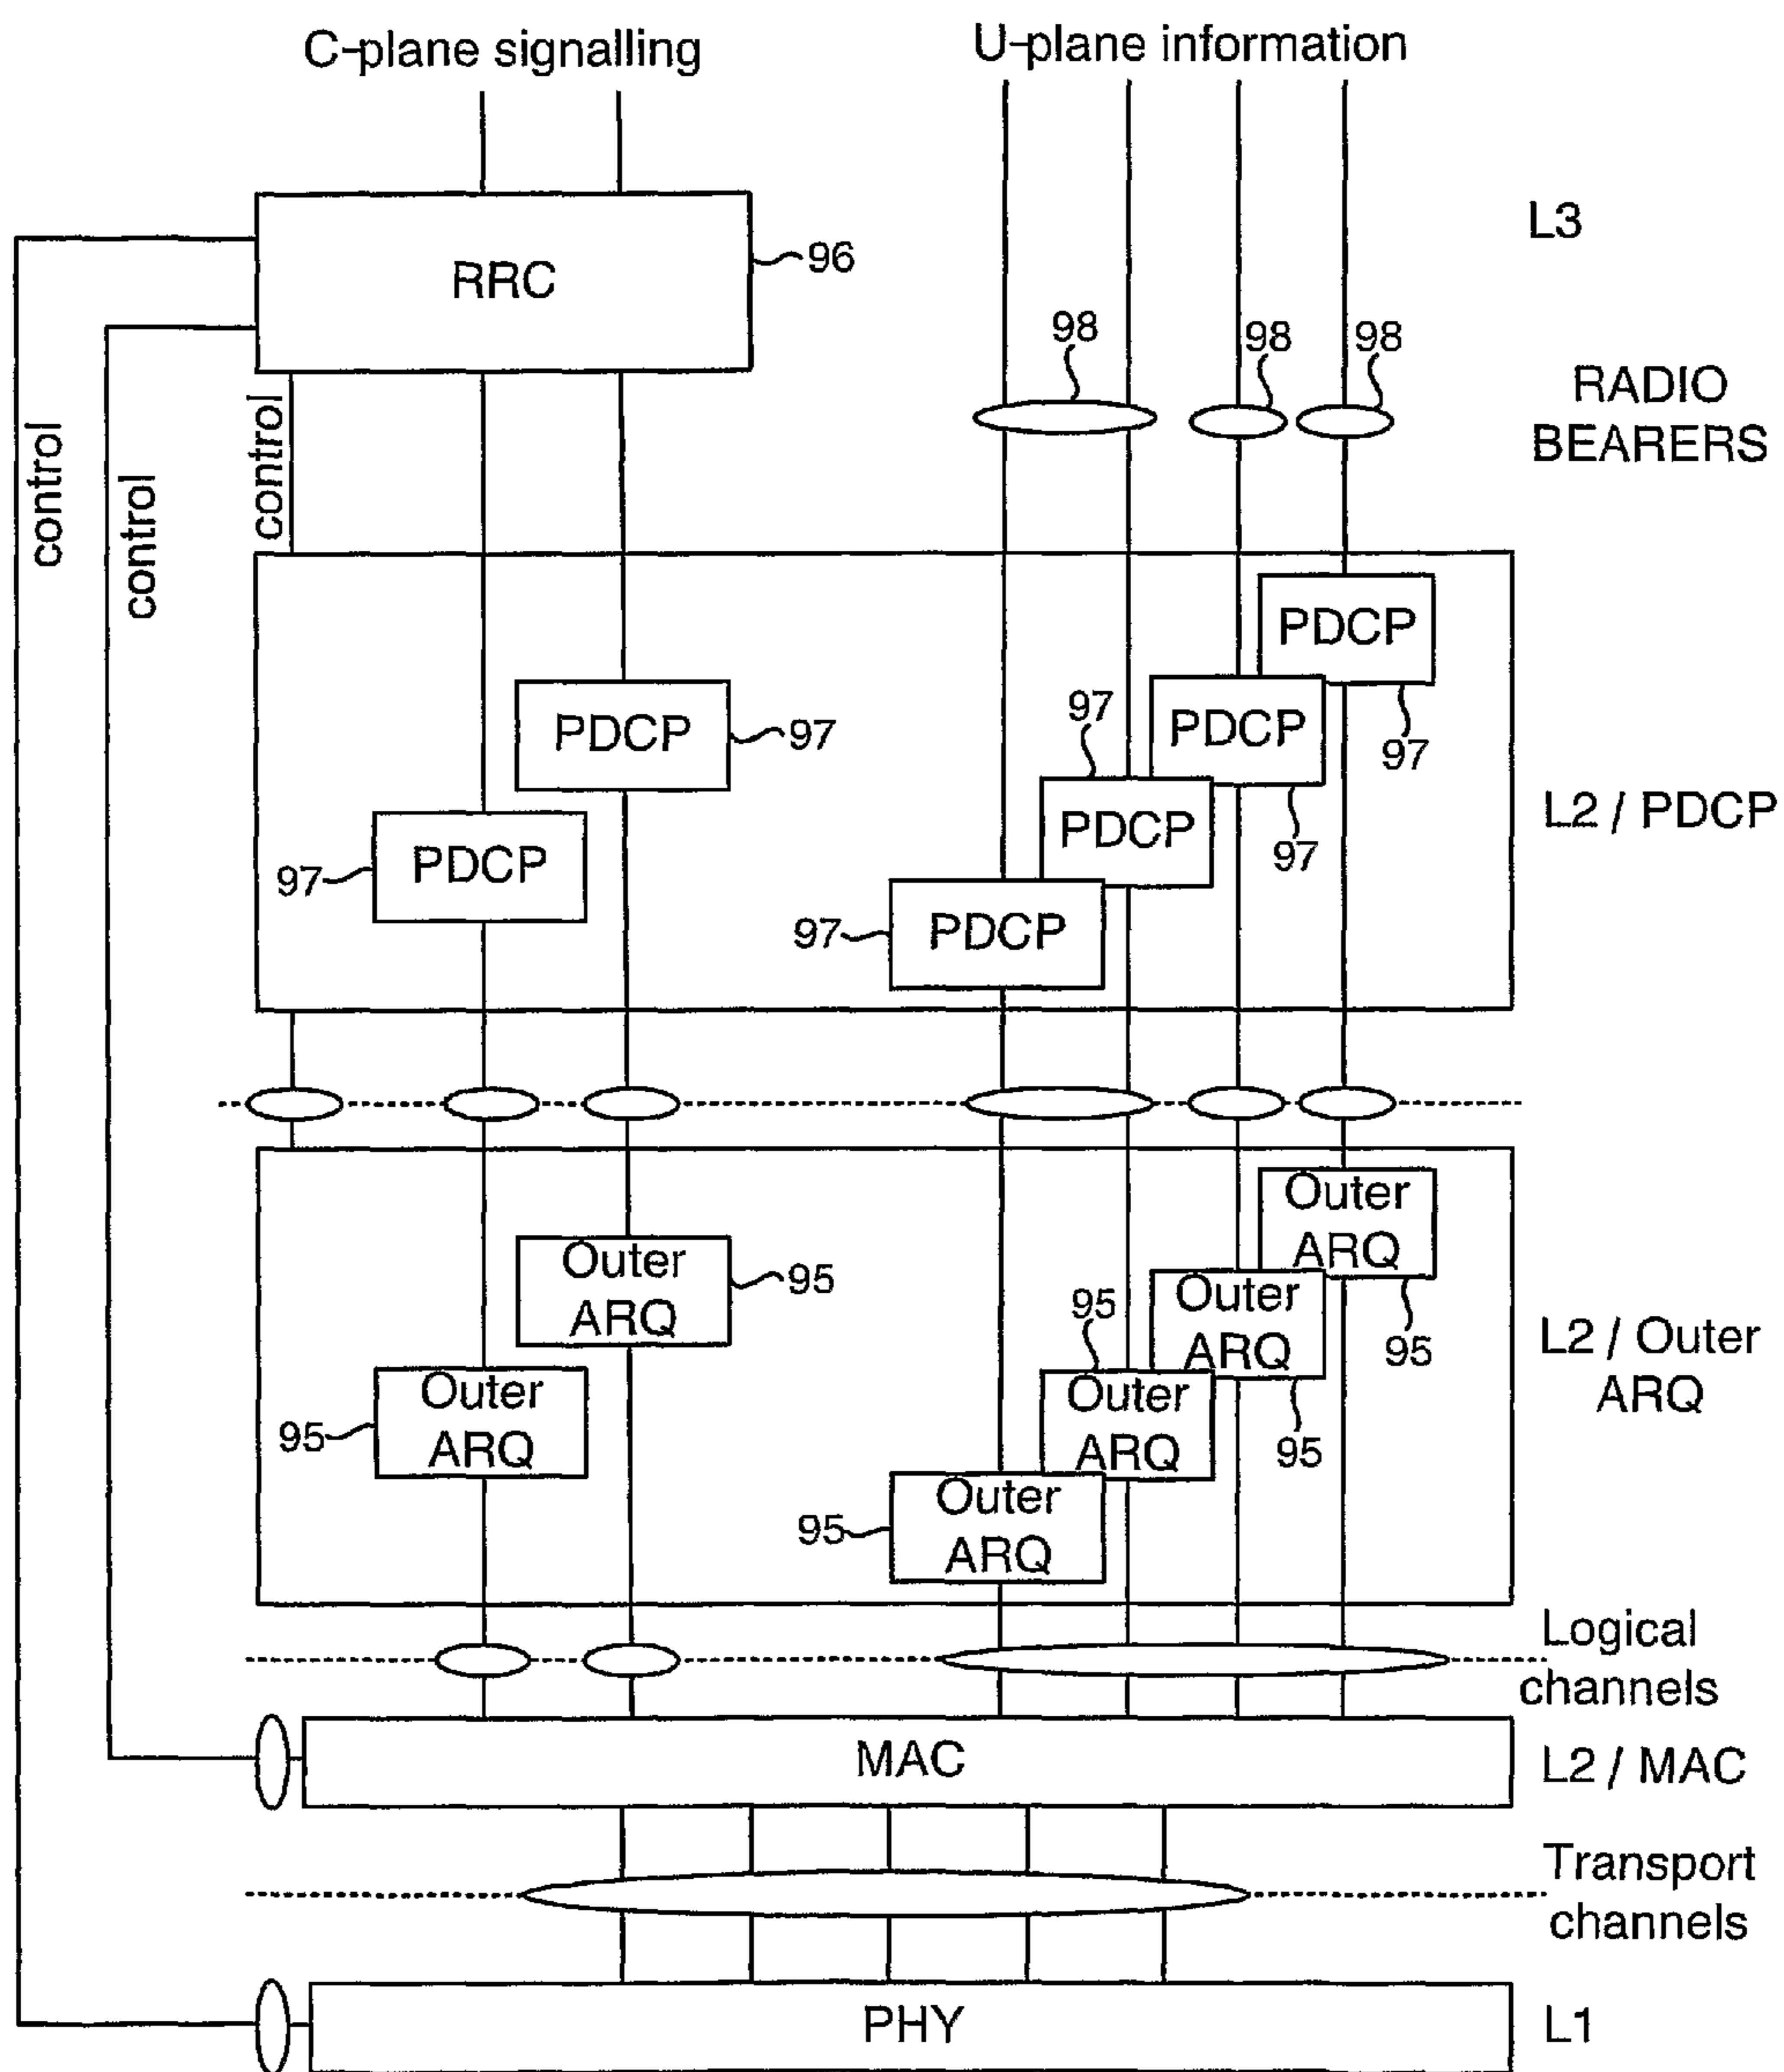 C-plane signalling
U-plane information
L3
RRC
96
98
98
98
RADIO
BEARERS
control
control
control
PDCP
97
PDCP
97
97
PDCP
97
PDCP
97
L2 / PDCP
97
PDCP
97
PDCP
Outer
ARQ
95
Outer
ARQ
95
95
Outer
ARQ
95
L2 / Outer
ARQ
Outer
ARQ
95
Outer
ARQ
95
Outer
ARQ
95
Logical
channels
MAC
L2 / MAC
Transport
channels
PHY
L1